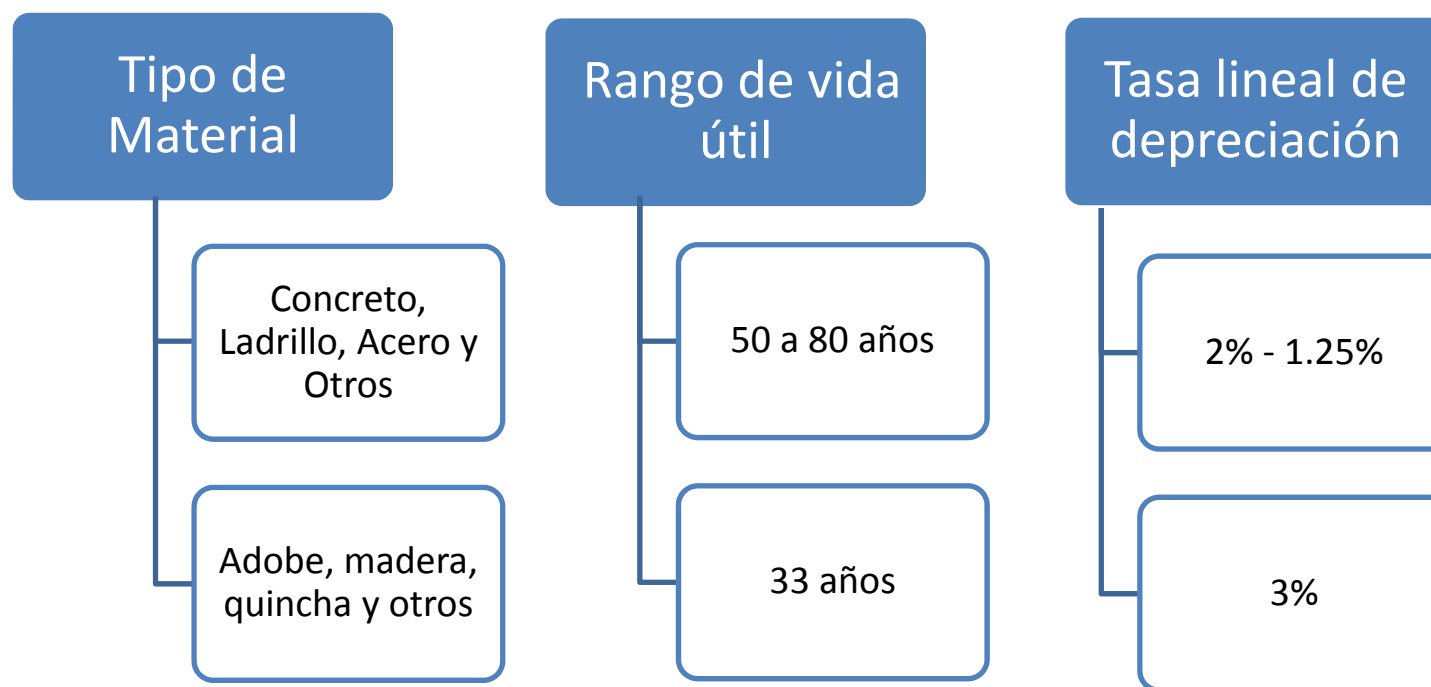 Tipo de
Material
Concreto,
Ladrillo, Acero y
Otros
Adobe, madera,
quincha y otros
Rango de vida
útil
50 a 80 años
33 años
Tasa lineal de
depreciación
2% - 1.25%
3%